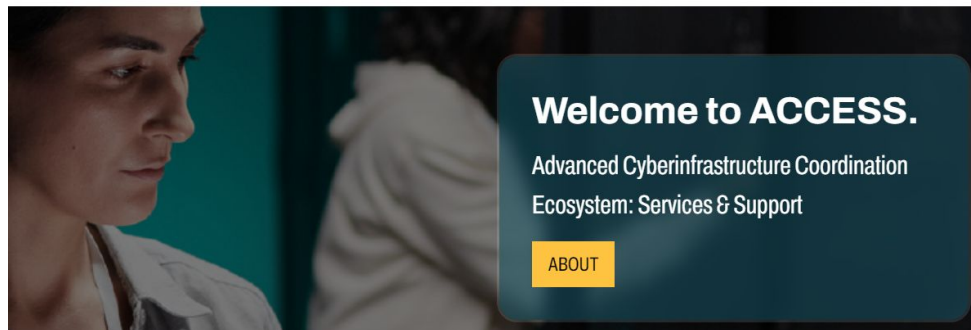 Welcome to ACCESS.
Advanced Cyberinfrastructure Coordination
Ecosystem: Services & Support
ABOUT